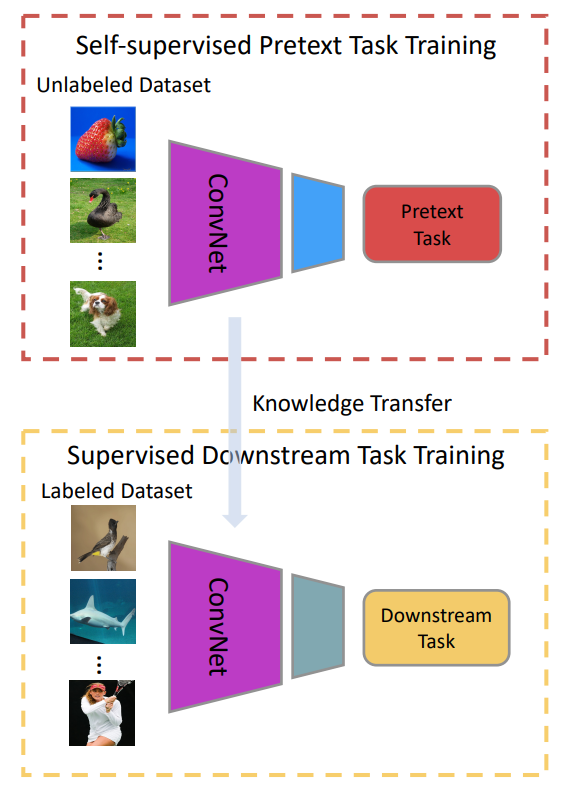 Self-supervised Pretext Task Training
Unlabeled Dataset
ConvNet
Pretext
Task
Knowledge Transfer
Supervised Downstream Task Training
Labeled Dataset
ConvNet
Downstream
Task